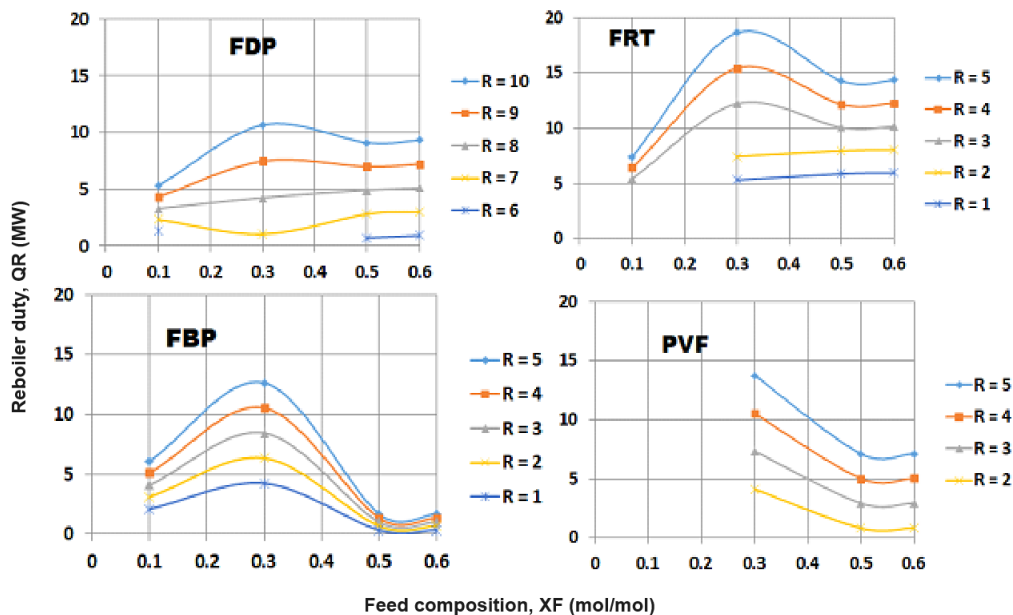 Reboiler duty, QR (MW)
FDP
20
15
10
5
0
0 0.1 0.2 0.3 0.4 0.5 0.6
R = 10
R = 9
R = 8
R = 7
R = 6
FRT
20
15
10
5
0
0 0.1 0.2 0.3 0.4 0.5 0.6
R = 5
R = 4
R = 3
R = 2
R = 1
FBP
20
15
10
5
0
0 0.1 0.2 0.3 0.4 0.5 0.6
R = 5
R = 4
R = 3
R = 2
R = 1
PVF
20
15
10
5
0
0 0.1 0.2 0.3 0.4 0.5 0.6
R = 5
R = 4
R = 3
R = 2
Feed composition, XF (mol/mol)